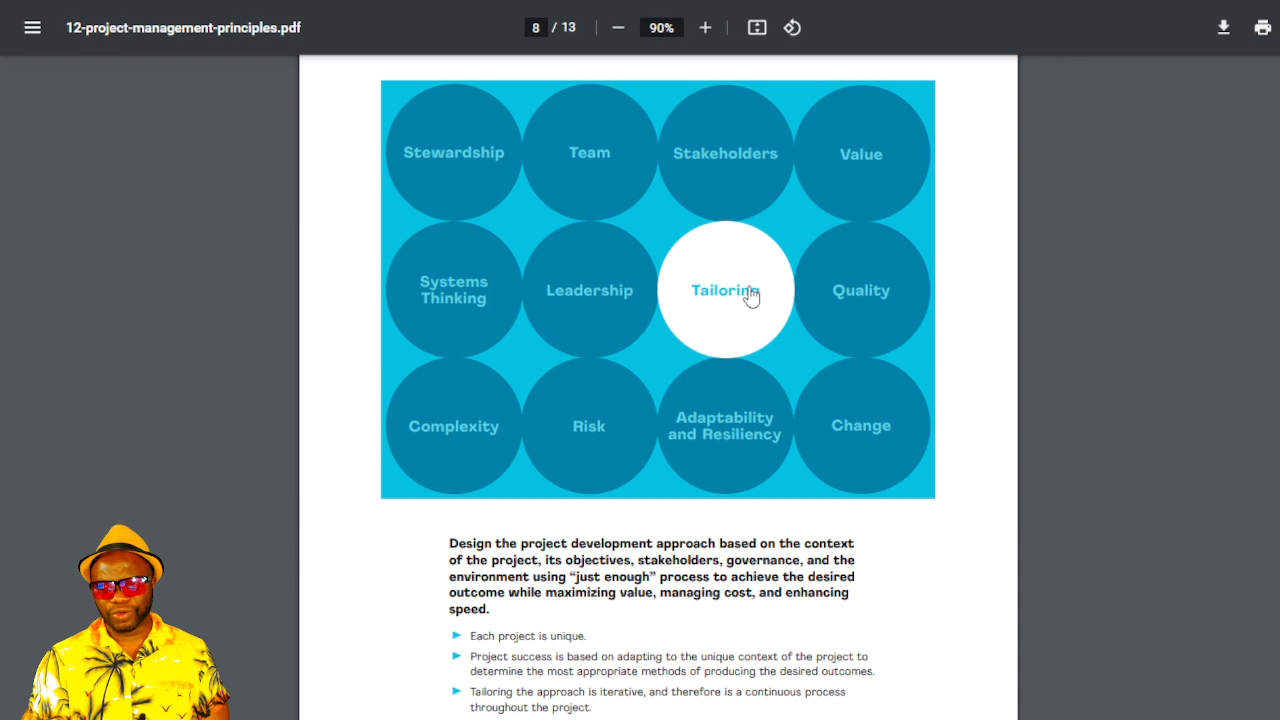 12-project-management-principles.pdf
8 / 13
90%
Stewardship
Team
Stakeholders
Value
Systems
Thinking
Leadership
Tailoring
Quality
Complexity
Risk
Adaptability
and Resiliency
Change
Design the project development approach based on the context
of the project, its objectives, stakeholders, governance, and the
environment using “just enough” process to achieve the desired
outcome while maximizing value, managing cost, and enhancing
speed.
Each project is unique.
Project success is based on adapting to the unique context of the project to
determine the most appropriate methods of producing the desired outcomes.
Tailoring the approach is iterative, and therefore is a continuous process
throughout the project.